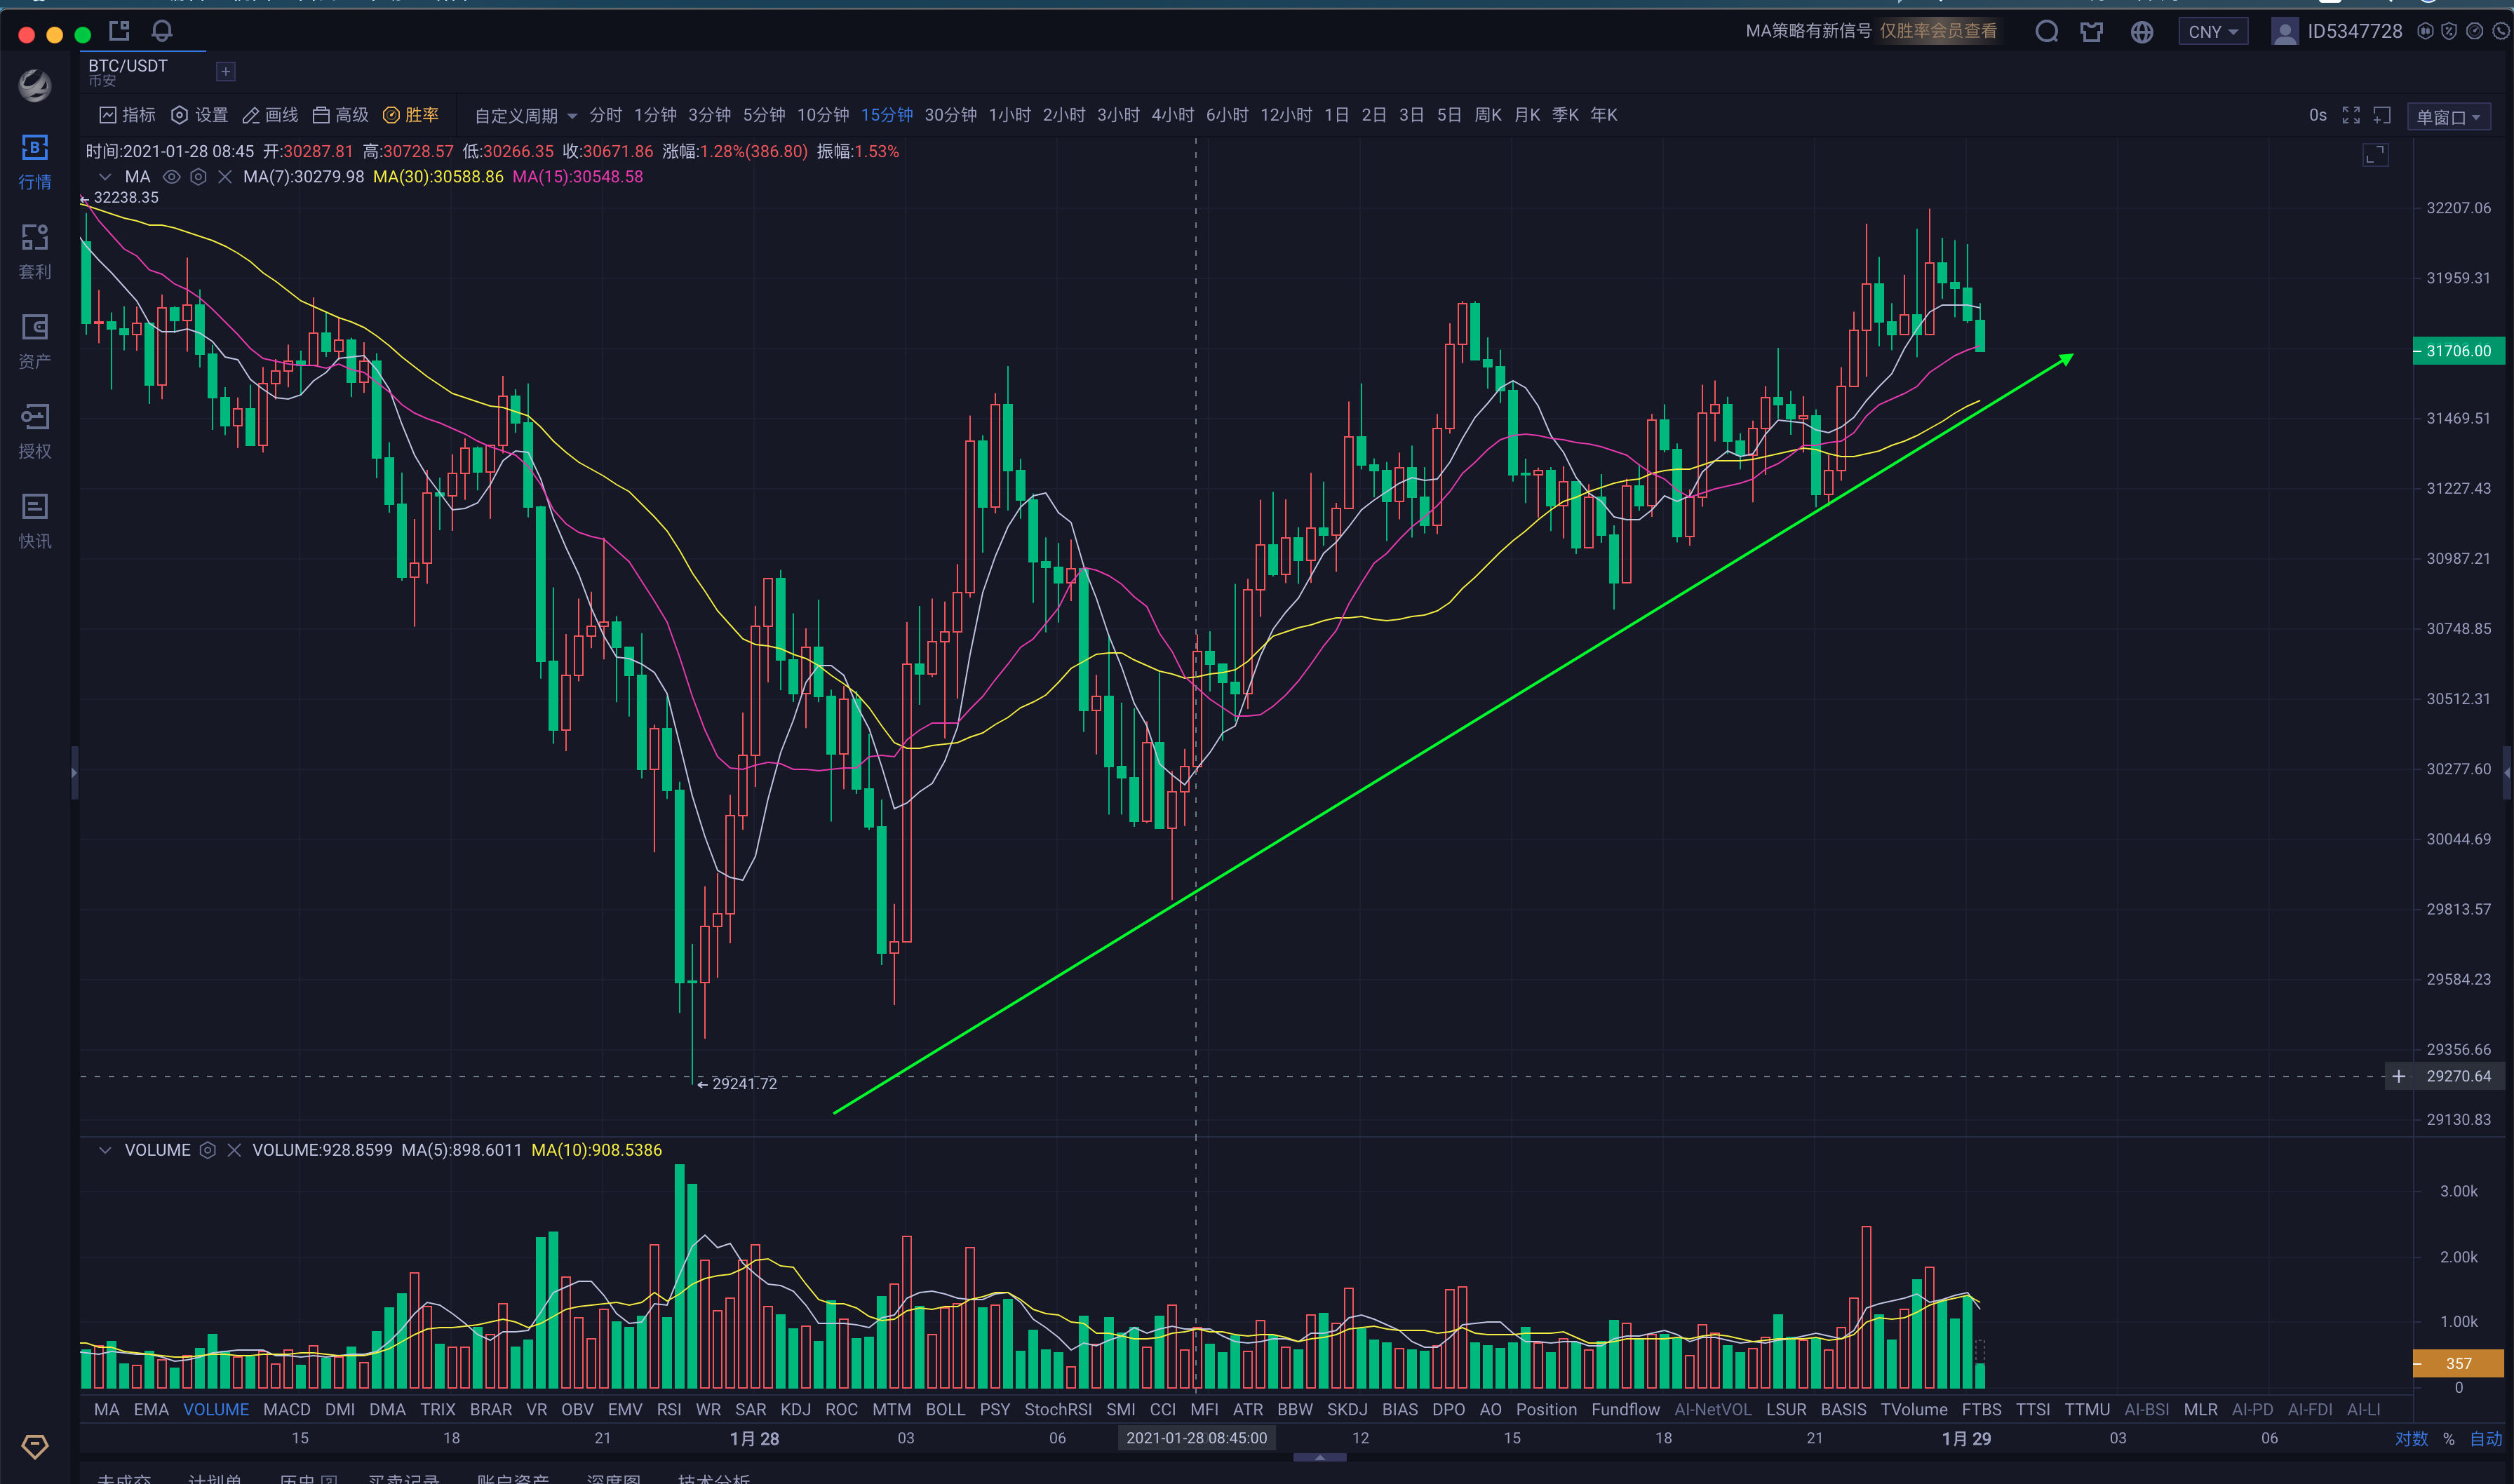 MA策略有新信号 仅胜率会员查看
CNY
ID5347728
BTC/USDT
币安
指标 设置 画线 高级 胜率 自定义周期 分时 1分钟 3分钟 5分钟 10分钟 15分钟 30分钟 1小时 2小时 3小时 4小时 6小时 12小时 1日 2日 3日 5日 周K 月K 季K 年K
0s
单窗口
行情
套利
资产
授权
快讯
时间:2021-01-28 08:45 开:30287.81 高:30728.57 低:30266.35 收:30671.86 涨幅:1.28%(386.80) 振幅:1.53%
MA MA(7):30279.98 MA(30):30588.86 MA(15):30548.58
32238.35
32207.06
31959.31
31706.00
31469.51
31227.43
30987.21
30748.85
30512.31
30277.60
30044.69
29813.57
29584.23
29356.66
29270.64
29130.83
29241.72
VOLUME VOLUME:928.8599 MA(5):898.6011 MA(10):908.5386
3.00k
2.00k
1.00k
357
0
MA EMA VOLUME MACD DMI DMA TRIX BRAR VR OBV EMV RSI WR SAR KDJ ROC MTM BOLL PSY StochRSI SMI CCI MFI ATR BBW SKDJ BIAS DPO AO Position Fundflow AI-NetVOL LSUR BASIS TVolume FTBS TTSI TTMU AI-BSI MLR AI-PD AI-FDI AI-LI
15 18 21 1月 28 03 06 2021-01-28 08:45:00 12 15 18 21 1月 29 03 06
对数 % 自动
未成交 计划单 历史 买卖记录 账户资产 深度图 技术分析